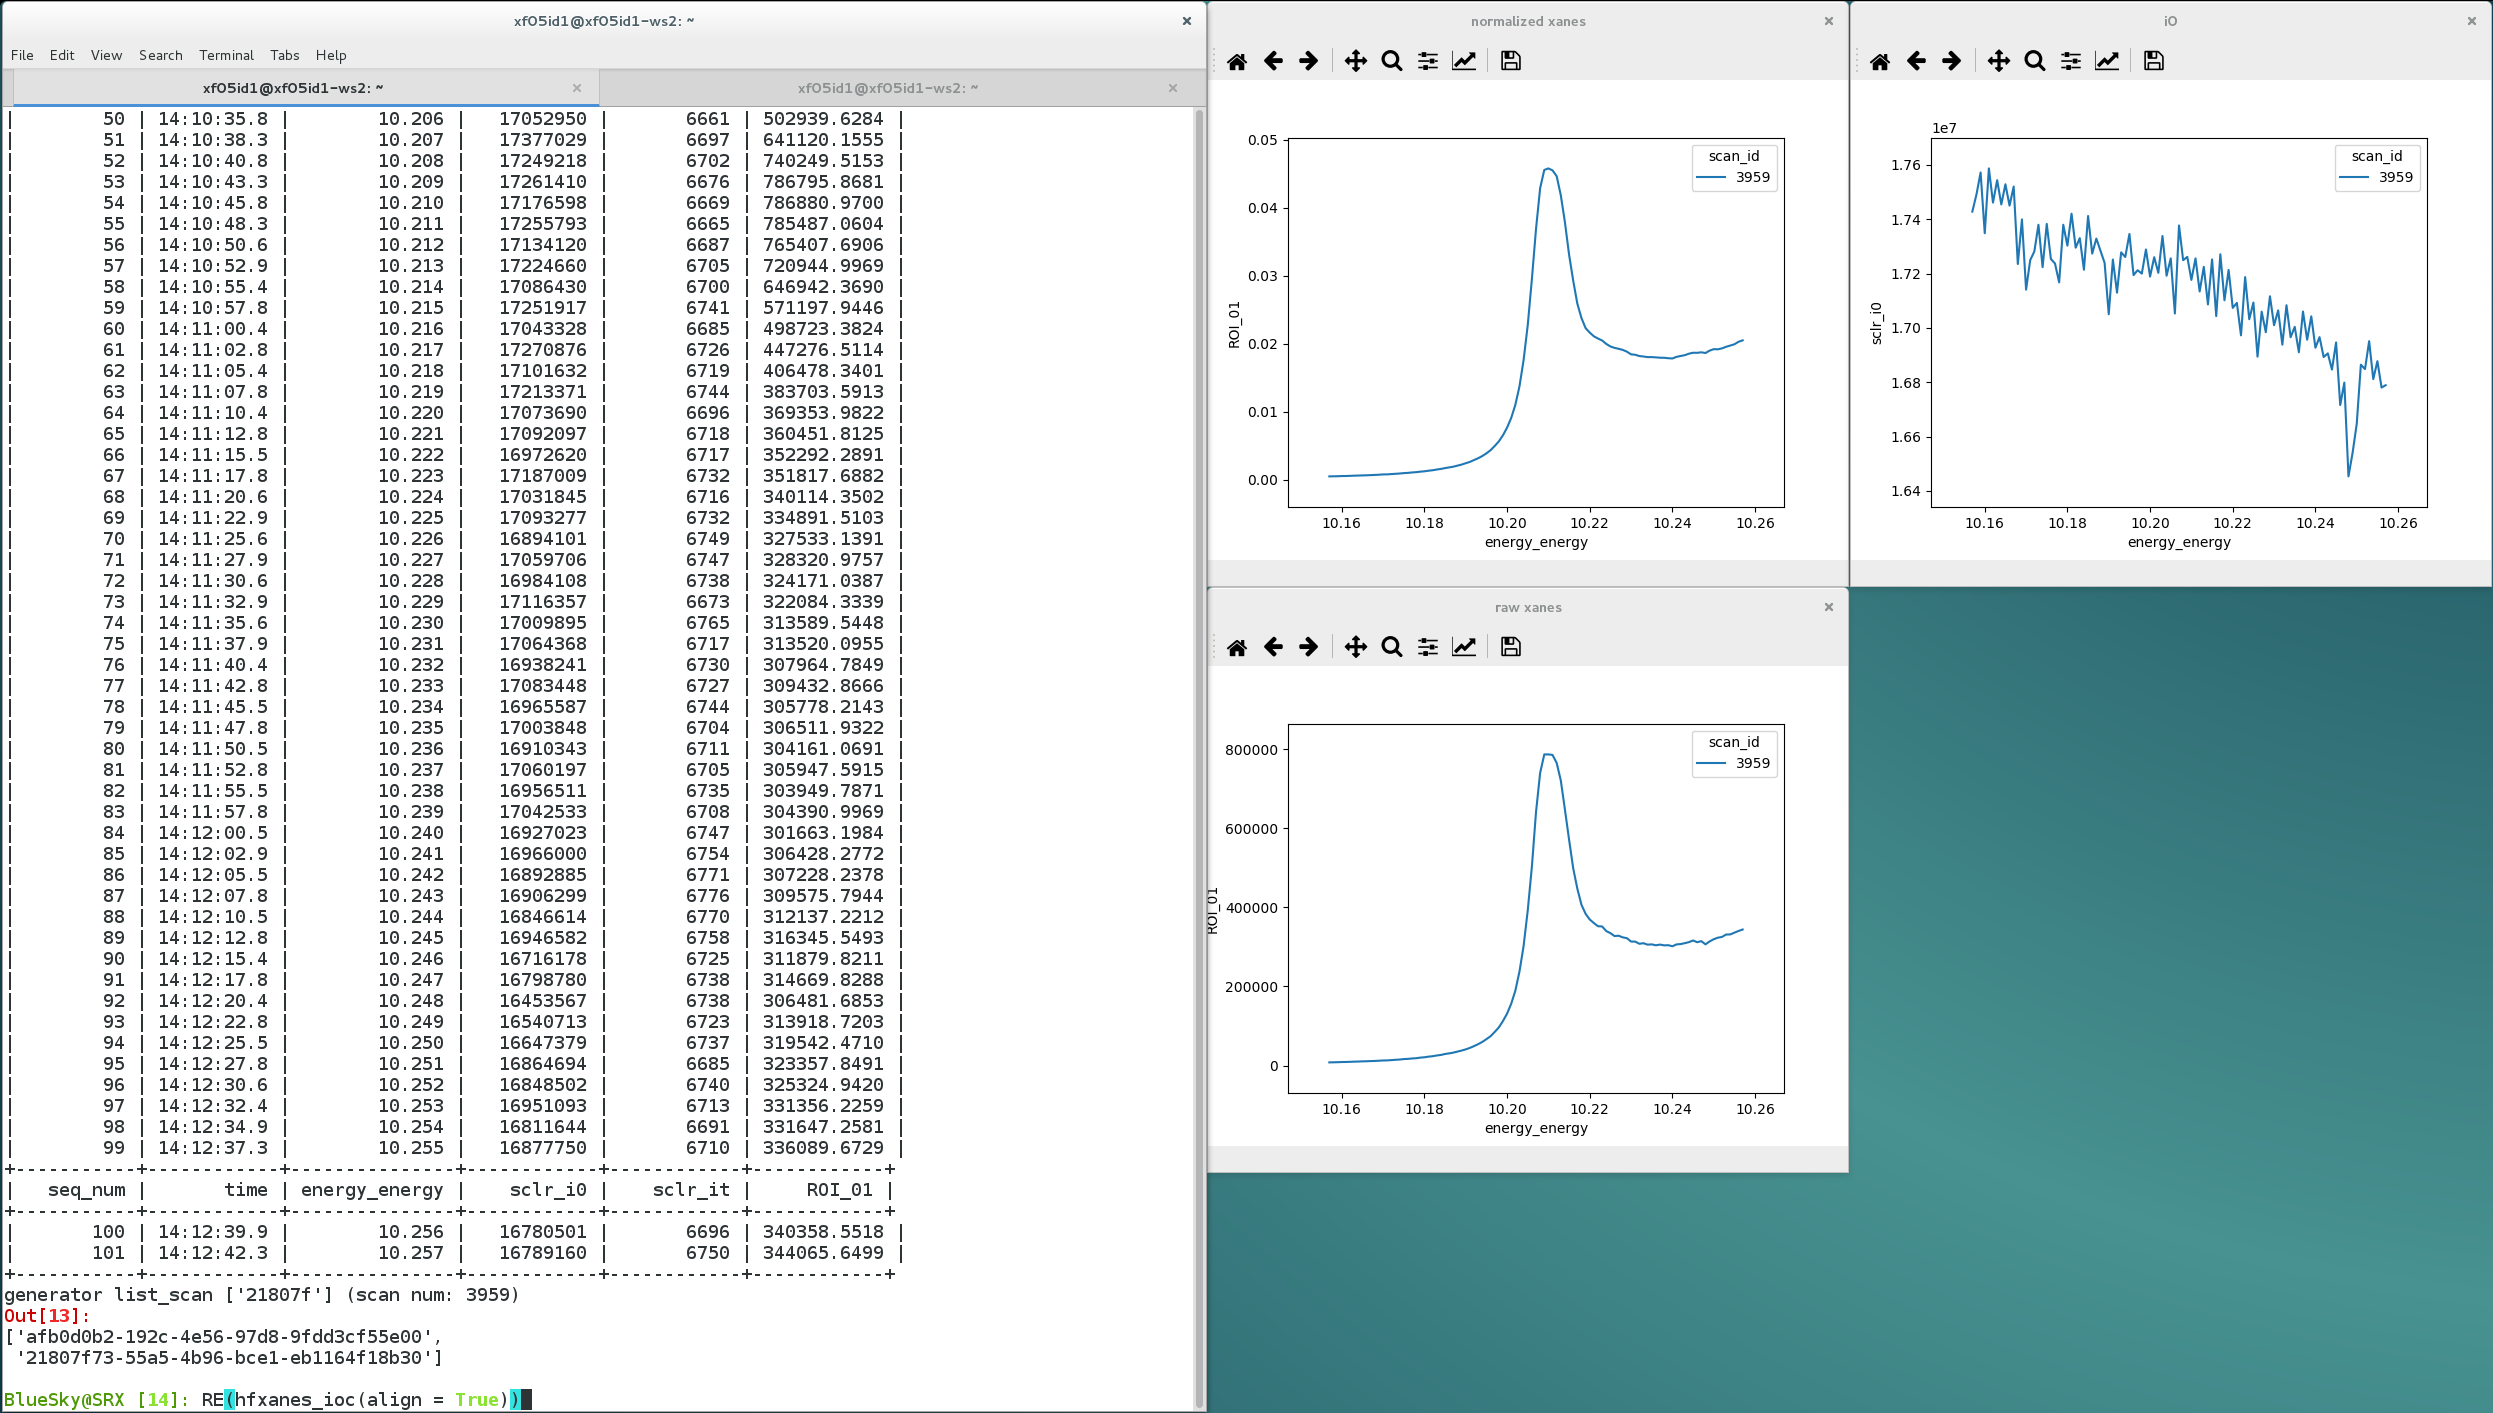 xf05id1@xf05id1-ws2: ~
File Edit View Search Terminal Tabs Help
xf05id1@xf05id1-ws2: ~
xf05id1@xf05id1-ws2: ~
| 50 | 14:10:35.8 | 10.206 | 17052950 | 6661 | 502939.6284 |
| 51 | 14:10:38.3 | 10.207 | 17377029 | 6697 | 641120.1555 |
| 52 | 14:10:40.8 | 10.208 | 17249218 | 6702 | 740249.5153 |
| 53 | 14:10:43.3 | 10.209 | 17261410 | 6676 | 786795.8681 |
| 54 | 14:10:45.8 | 10.210 | 17176598 | 6669 | 786880.9700 |
| 55 | 14:10:48.3 | 10.211 | 17255793 | 6665 | 785487.0604 |
| 56 | 14:10:50.6 | 10.212 | 17134120 | 6687 | 765407.6906 |
| 57 | 14:10:52.9 | 10.213 | 17224660 | 6705 | 720944.9969 |
| 58 | 14:10:55.4 | 10.214 | 17086430 | 6700 | 646942.3690 |
| 59 | 14:10:57.8 | 10.215 | 17251917 | 6741 | 571197.9446 |
| 60 | 14:11:00.4 | 10.216 | 17043328 | 6685 | 498723.3824 |
| 61 | 14:11:02.8 | 10.217 | 17270876 | 6726 | 447276.5114 |
| 62 | 14:11:05.4 | 10.218 | 17101632 | 6719 | 406478.3401 |
| 63 | 14:11:07.8 | 10.219 | 17213371 | 6744 | 383703.5913 |
| 64 | 14:11:10.4 | 10.220 | 17073690 | 6696 | 369353.9822 |
| 65 | 14:11:12.8 | 10.221 | 17092097 | 6718 | 360451.8125 |
| 66 | 14:11:15.5 | 10.222 | 16972620 | 6717 | 352292.2891 |
| 67 | 14:11:17.8 | 10.223 | 17187009 | 6732 | 351817.6882 |
| 68 | 14:11:20.6 | 10.224 | 17031845 | 6716 | 340114.3502 |
| 69 | 14:11:22.9 | 10.225 | 17093277 | 6732 | 334891.5103 |
| 70 | 14:11:25.6 | 10.226 | 16894101 | 6749 | 327533.1391 |
| 71 | 14:11:27.9 | 10.227 | 17059706 | 6747 | 328320.9757 |
| 72 | 14:11:30.6 | 10.228 | 16984108 | 6738 | 324171.0387 |
| 73 | 14:11:32.9 | 10.229 | 17116357 | 6673 | 322084.3339 |
| 74 | 14:11:35.6 | 10.230 | 17009895 | 6765 | 313589.5448 |
| 75 | 14:11:37.9 | 10.231 | 17064368 | 6717 | 313520.0955 |
| 76 | 14:11:40.4 | 10.232 | 16938241 | 6730 | 307964.7849 |
| 77 | 14:11:42.8 | 10.233 | 17083448 | 6727 | 309432.8666 |
| 78 | 14:11:45.5 | 10.234 | 16965587 | 6744 | 305778.2143 |
| 79 | 14:11:47.8 | 10.235 | 17003848 | 6704 | 306511.9322 |
| 80 | 14:11:50.5 | 10.236 | 16910343 | 6711 | 304161.0691 |
| 81 | 14:11:52.8 | 10.237 | 17060197 | 6705 | 305947.5915 |
| 82 | 14:11:55.5 | 10.238 | 16956511 | 6735 | 303949.7871 |
| 83 | 14:11:57.8 | 10.239 | 17042533 | 6708 | 304390.9969 |
| 84 | 14:12:00.5 | 10.240 | 16927023 | 6747 | 301663.1984 |
| 85 | 14:12:02.9 | 10.241 | 16966000 | 6754 | 306428.2772 |
| 86 | 14:12:05.5 | 10.242 | 16892885 | 6771 | 307228.2378 |
| 87 | 14:12:07.8 | 10.243 | 16906299 | 6776 | 309575.7944 |
| 88 | 14:12:10.5 | 10.244 | 16846614 | 6770 | 312137.2212 |
| 89 | 14:12:12.8 | 10.245 | 16946582 | 6758 | 316345.5493 |
| 90 | 14:12:15.4 | 10.246 | 16716178 | 6725 | 311879.8211 |
| 91 | 14:12:17.8 | 10.247 | 16798780 | 6738 | 314669.8288 |
| 92 | 14:12:20.4 | 10.248 | 16453567 | 6738 | 306481.6853 |
| 93 | 14:12:22.8 | 10.249 | 16540713 | 6723 | 313918.7203 |
| 94 | 14:12:25.5 | 10.250 | 16647379 | 6737 | 319542.4710 |
| 95 | 14:12:27.8 | 10.251 | 16864694 | 6685 | 323357.8491 |
| 96 | 14:12:30.6 | 10.252 | 16848502 | 6740 | 325324.9420 |
| 97 | 14:12:32.4 | 10.253 | 16951093 | 6713 | 331356.2259 |
| 98 | 14:12:34.9 | 10.254 | 16811644 | 6691 | 331647.2581 |
| 99 | 14:12:37.3 | 10.255 | 16877750 | 6710 | 336089.6729 |
+-----------+------------+---------------+------------+------------+------------+
| seq_num | time | energy_energy | sclr_i0 | sclr_it | ROI_01 |
+-----------+------------+---------------+------------+------------+------------+
| 100 | 14:12:39.9 | 10.256 | 16780501 | 6696 | 340358.5518 |
| 101 | 14:12:42.3 | 10.257 | 16789160 | 6750 | 344065.6499 |
+-----------+------------+---------------+------------+------------+------------+
generator list_scan ['21807f'] (scan num: 3959)
Out[13]:
['afb0d0b2-192c-4e56-97d8-9fdd3cf55e00',
'21807f73-55a5-4b96-bce1-eb1164f18b30']
BlueSky@SRX [14]: RE(hfxanes_ioc(align = True))
normalized xanes
0.05
0.04
0.03
0.02
0.01
0.00
ROI_01
scan_id
3959
10.16 10.18 10.20 10.22 10.24 10.26
energy_energy
i0
1e7
1.76
1.74
1.72
1.70
1.68
1.66
1.64
sclr_i0
scan_id
3959
10.16 10.18 10.20 10.22 10.24 10.26
energy_energy
raw xanes
800000
600000
400000
200000
0
ROI_01
scan_id
3959
10.16 10.18 10.20 10.22 10.24 10.26
energy_energy